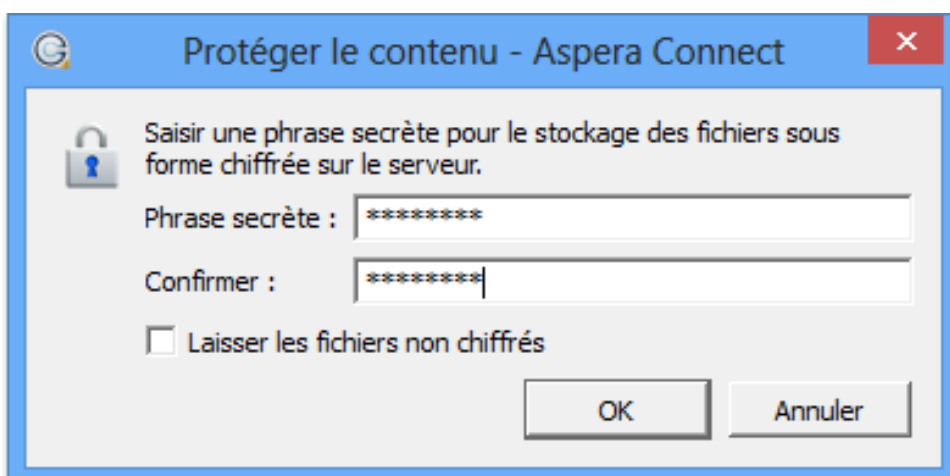 Protéger le contenu - Aspera Connect
Saisir une phrase secrète pour le stockage des fichiers sous
forme chiffrée sur le serveur.
Phrase secrète : ********
Confirmer : ********
Laisser les fichiers non chiffrés
OK Annuler